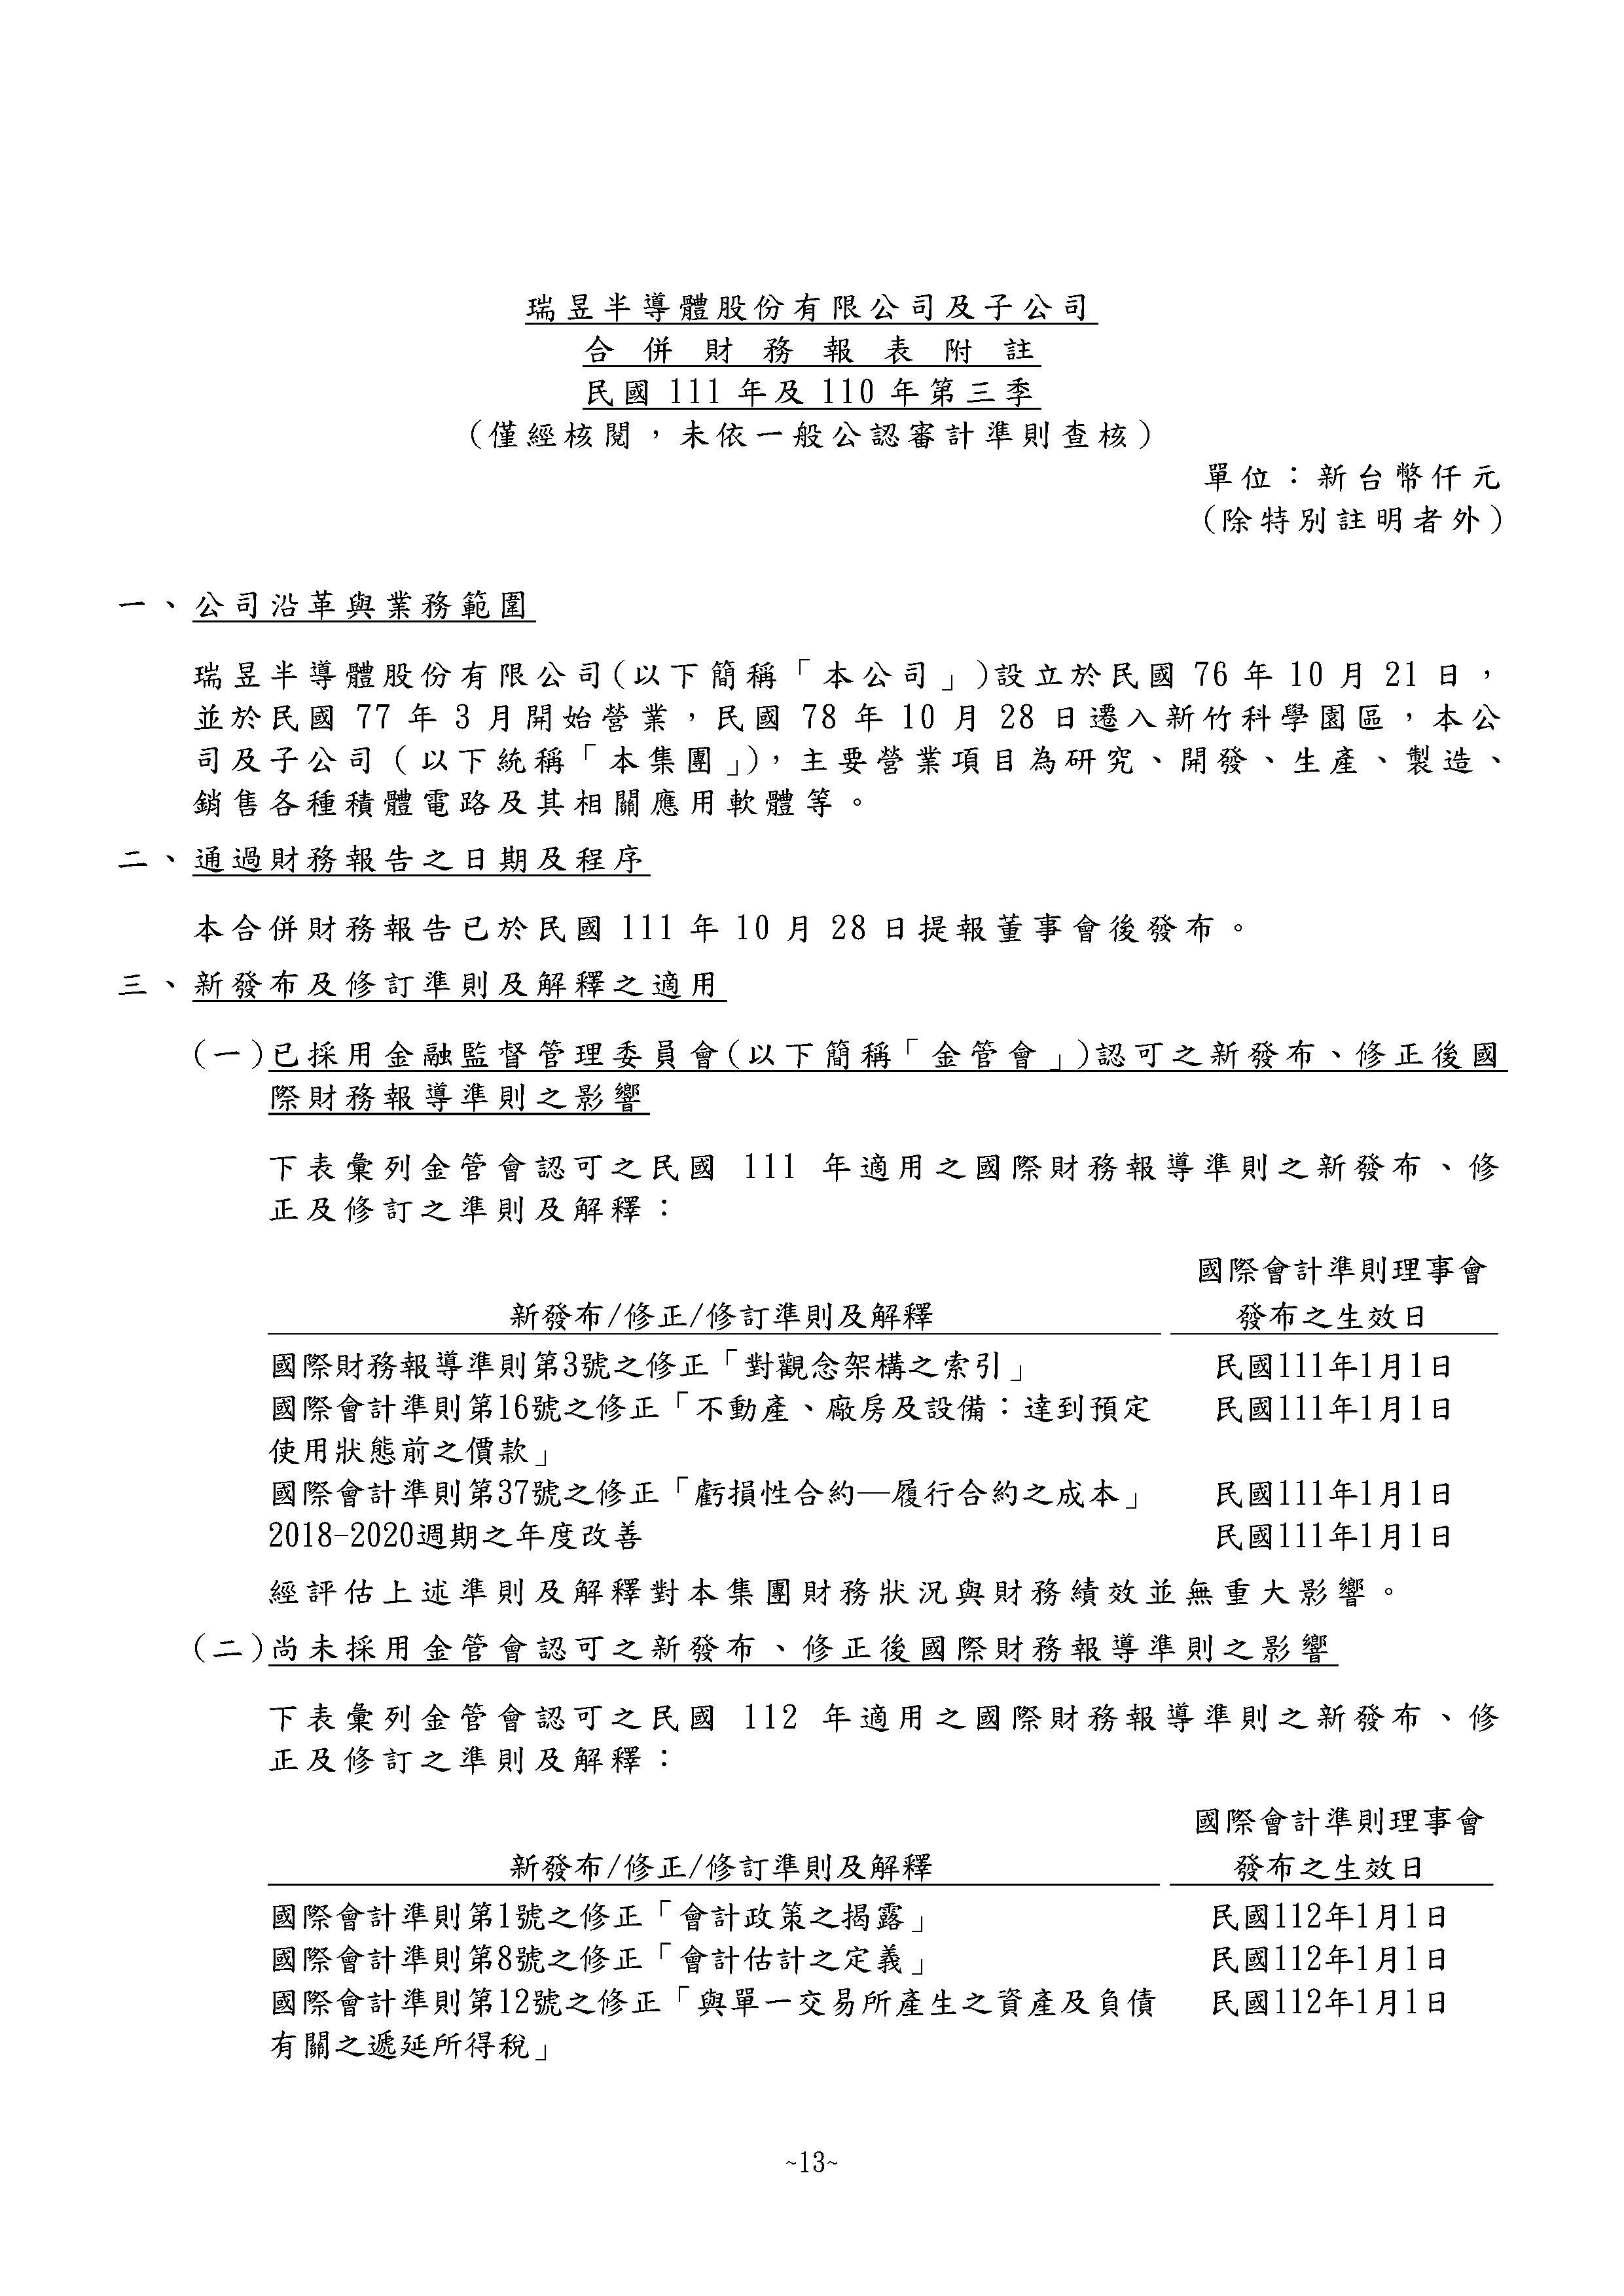 瑞昱半導體股份有限公司及子公司
合併財務報表附註
民國 111 年及 110 年第三季
(僅經核閱，未依一般公認審計準則查核)
單位：新台幣仟元
(除特別註明者外)
一、公司沿革與業務範圍
瑞昱半導體股份有限公司(以下簡稱「本公司」)設立於民國 76 年 10 月 21 日，
並於民國 77 年 3 月開始營業，民國 78 年 10 月 28 日遷入新竹科學園區，本公
司及子公司(以下統稱「本集團」)，主要營業項目為研究、開發、生產、製造、
銷售各種積體電路及其相關應用軟體等。
二、通過財務報告之日期及程序
本合併財務報告已於民國 111 年 10 月 28 日提報董事會後發布。
三、新發布及修訂準則及解釋之適用
(一)已採用金融監督管理委員會(以下簡稱「金管會」)認可之新發布、修正後國
際財務報導準則之影響
下表彙列金管會認可之民國 111 年適用之國際財務報導準則之新發布、修
正及修訂之準則及解釋：
國際會計準則理事會
新發布/修正/修訂準則及解釋 發布之生效日
國際財務報導準則第3號之修正「對觀念架構之索引」 民國111年1月1日
國際會計準則第16號之修正「不動產、廠房及設備：達到預定 民國111年1月1日
使用狀態前之價款」
國際會計準則第37號之修正「虧損性合約—履行合約之成本」 民國111年1月1日
2018-2020週期之年度改善 民國111年1月1日
經評估上述準則及解釋對本集團財務狀況與財務績效並無重大影響。
(二)尚未採用金管會認可之新發布、修正後國際財務報導準則之影響
下表彙列金管會認可之民國 112 年適用之國際財務報導準則之新發布、修
正及修訂之準則及解釋：
國際會計準則理事會
新發布/修正/修訂準則及解釋 發布之生效日
國際會計準則第1號之修正「會計政策之揭露」 民國112年1月1日
國際會計準則第8號之修正「會計估計之定義」 民國112年1月1日
國際會計準則第12號之修正「與單一交易所產生之資產及負債 民國112年1月1日
有關之遞延所得稅」
~13~